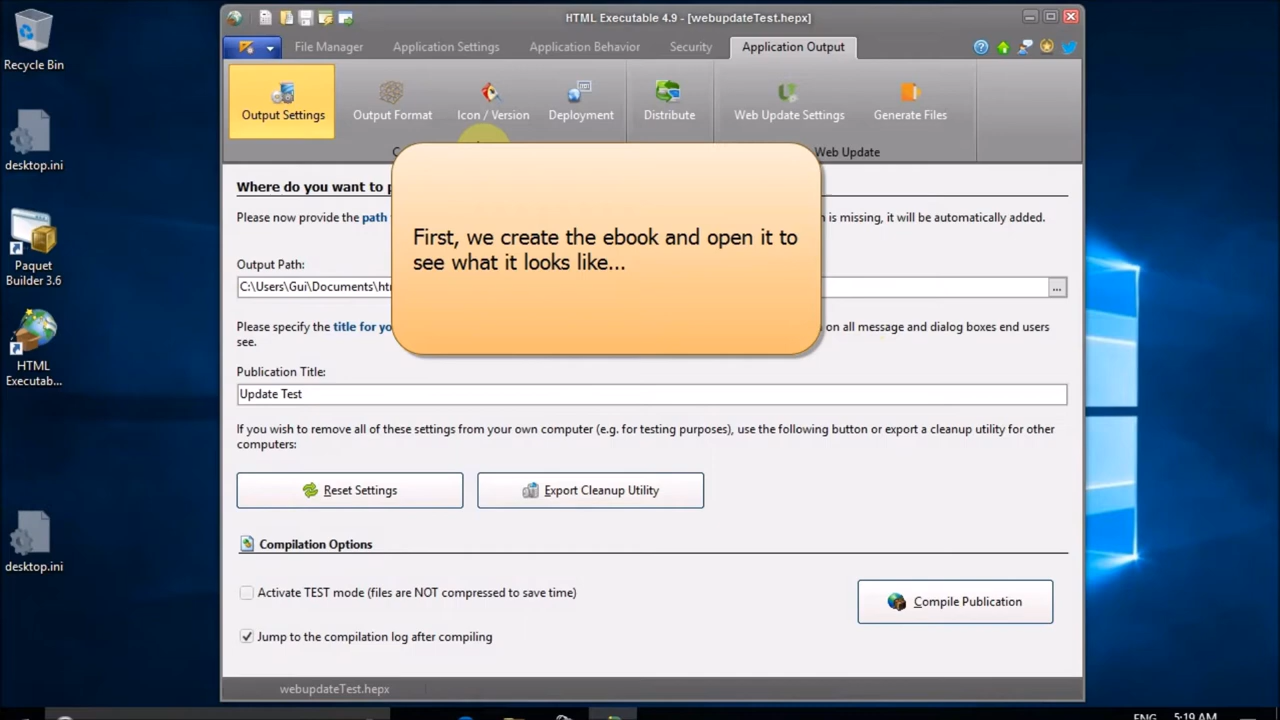 HTML Executable 4.9 - [webupdateTest.hepx]
File Manager
Application Settings
Application Behavior
Security
Application Output
Output Settings
Output Format
Icon / Version
Deployment
Distribute
Web Update Settings
Generate Files
Web Update
Where do you want to
Please now provide the path
n is missing, it will be automatically added.
First, we create the ebook and open it to
see what it looks like...
Output Path:
C:\Users\Gui\Documents\ht
...
Please specify the title for yo
on all message and dialog boxes end users
see.
Publication Title:
Update Test
If you wish to remove all of these settings from your own computer (e.g. for testing purposes), use the following button or export a cleanup utility for other
computers:
Reset Settings
Export Cleanup Utility
Compilation Options
Activate TEST mode (files are NOT compressed to save time)
Compile Publication
Jump to the compilation log after compiling
webupdateTest.hepx
Recycle Bin
desktop.ini
Paquet
Builder 3.6
HTML
Executab...
desktop.ini
ENG
5:19 AM